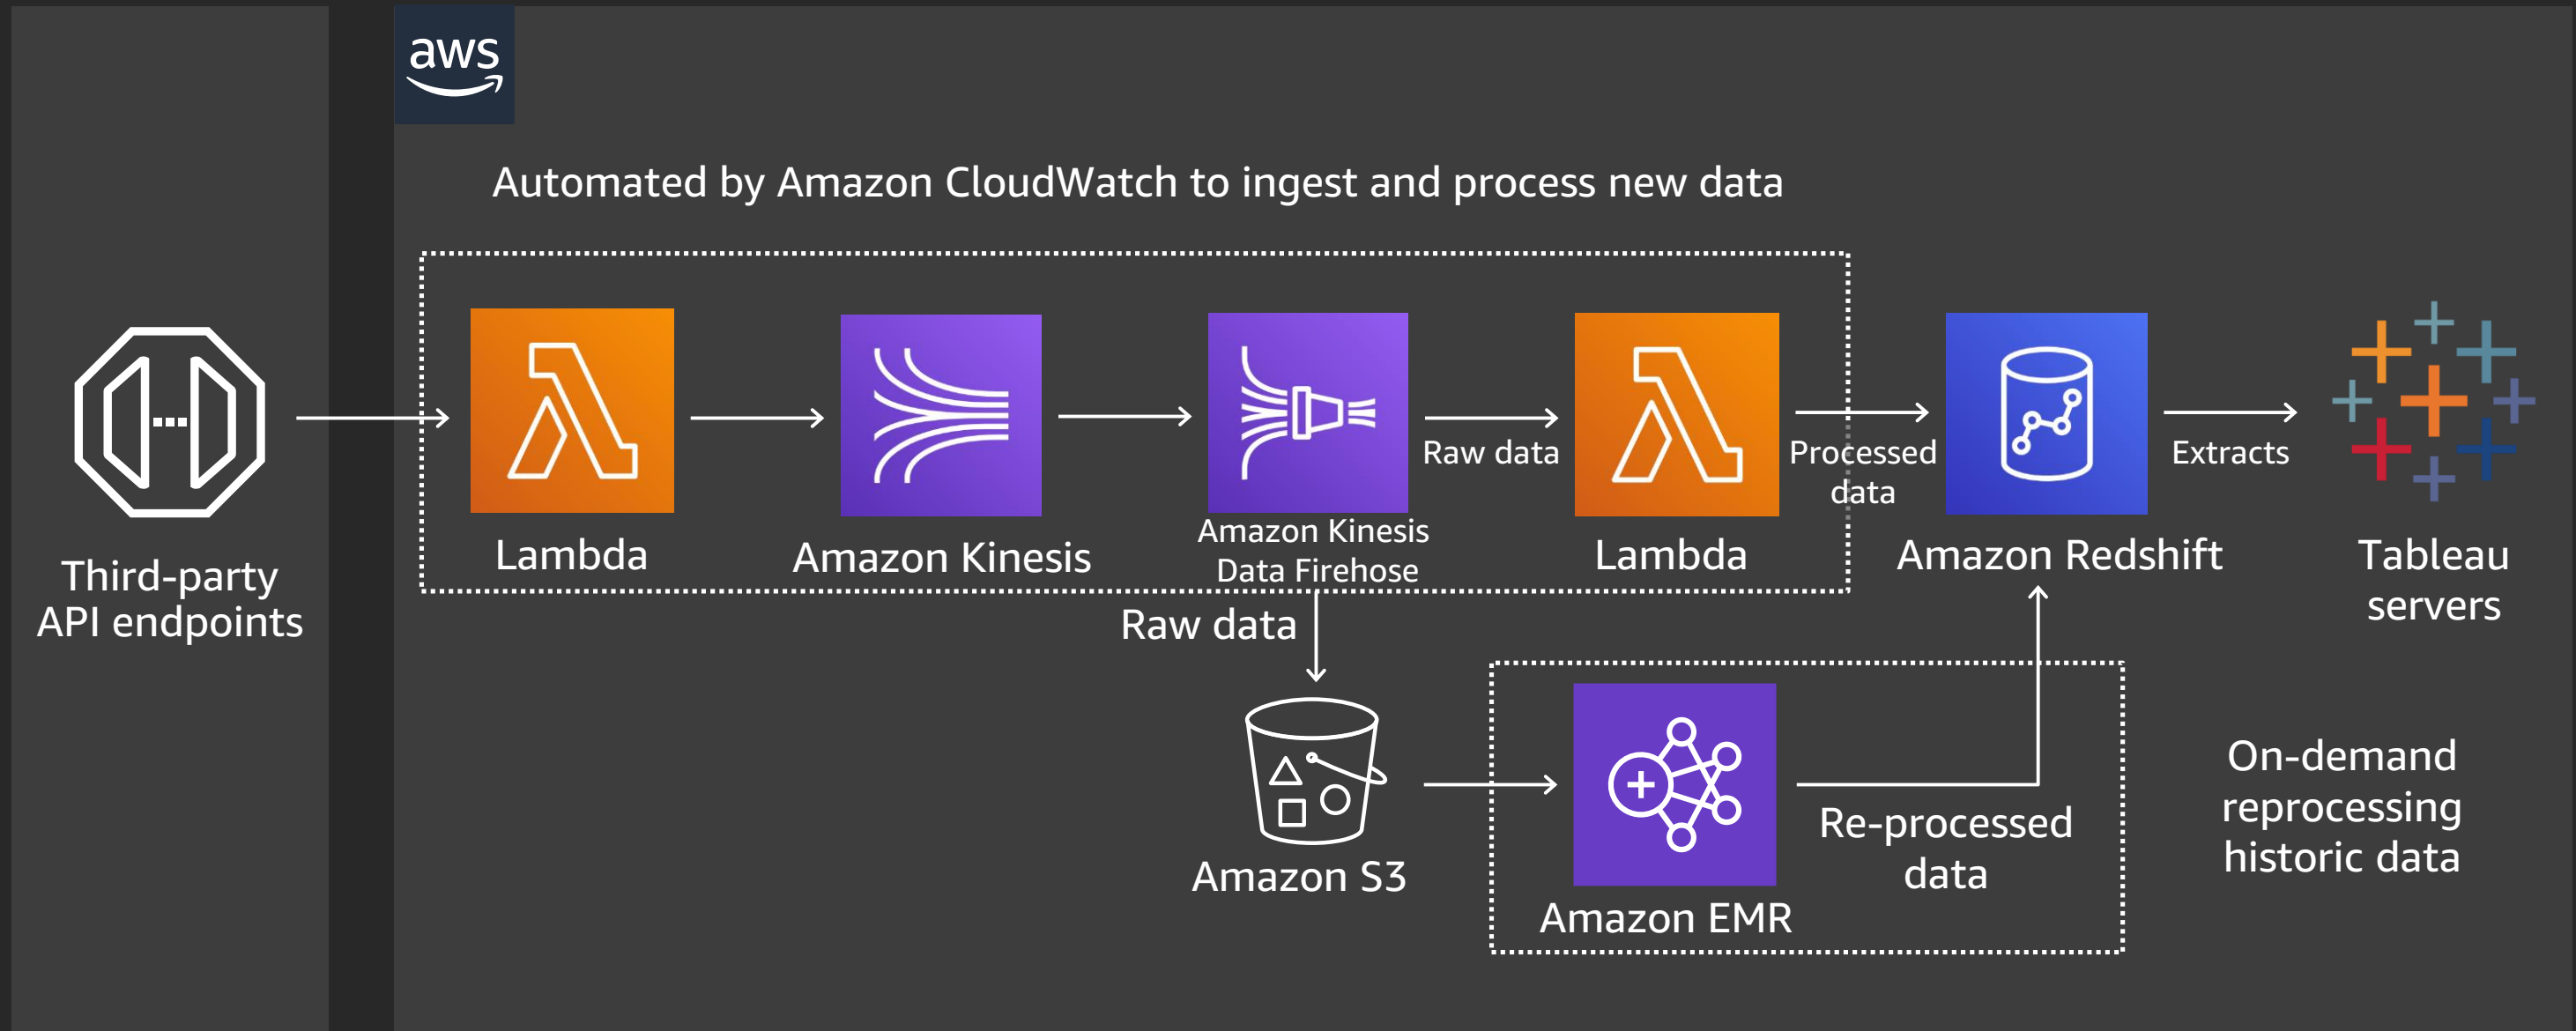 aws
Automated by Amazon CloudWatch to ingest and process new data
Third-party
API endpoints
Lambda
Amazon Kinesis
Amazon Kinesis
Data Firehose
Raw data
Lambda
Processed
data
Amazon Redshift
Extracts
Tableau
servers
Raw data
Amazon S3
Amazon EMR
Re-processed
data
On-demand
reprocessing
historic data